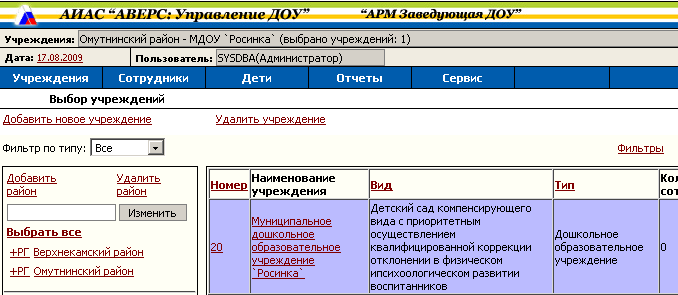 АИАС “АВЕРС: Управление ДОУ” “АРМ Заведующая ДОУ”
Учреждения: Омутнинский район - МДОУ `Росинка` (выбрано учреждений: 1)
Дата: 17.08.2009 Пользователь: SYSDBA(Администратор)
Учреждения Сотрудники Дети Отчеты Сервис
Выбор учреждений
Добавить новое учреждение Удалить учреждение
Фильтр по типу: Все Фильтры
Добавить район
Удалить район
Изменить
Выбрать все
+РГ Верхнекамский район
+РГ Омутнинский район
Номер
Наименование
учреждения
Вид
Тип
Кол
сот
20
Муниципальное
дошкольное
образовательное
учреждение
`Росинка`
Детский сад компенсирующего
вида с приоритетным
осуществлением
квалифицированной коррекции
отклонении в физическом
ипсихоологическом развитии
воспитанников
Дошкольное
образовательное
учреждение
0